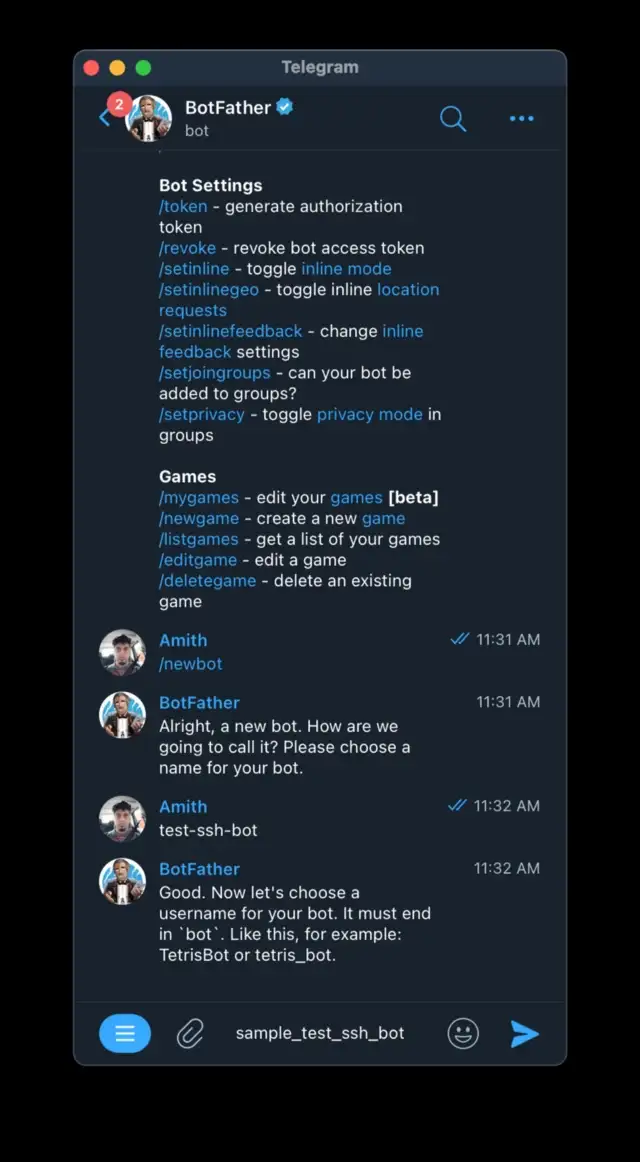 Telegram
2
BotFather
bot
Bot Settings
/token - generate authorization
token
/revoke - revoke bot access token
/setinline - toggle inline mode
/setinlinegeo - toggle inline location
requests
/setinlinefeedback - change inline
feedback settings
/setjoingroups - can your bot be
added to groups?
/setprivacy - toggle privacy mode in
groups
Games
/mygames - edit your games [beta]
/newgame - create a new game
/listgames - get a list of your games
/editgame - edit a game
/deletegame - delete an existing
game
Amith 11:31 AM
/newbot
BotFather 11:31 AM
Alright, a new bot. How are we
going to call it? Please choose a
name for your bot.
Amith 11:32 AM
test-ssh-bot
BotFather 11:32 AM
Good. Now let's choose a
username for your bot. It must end
in `bot`. Like this, for example:
TetrisBot or tetris_bot.
sample_test_ssh_bot